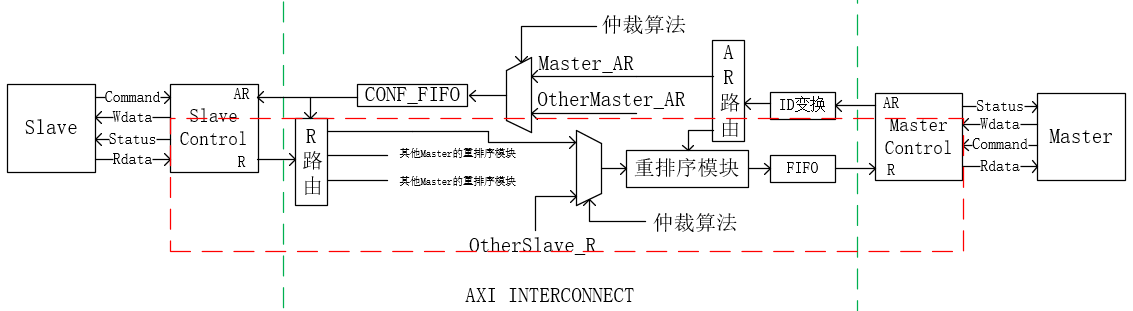 仲裁算法
Slave
Command
Wdata
Status
Rdata
AR
Slave
Control
R
CONF_FIFO
Master_AR
OtherMaster_AR
AR路由
ID变换
AR
Master
Control
R
Status
Wdata
Command
Rdata
Master
R路由
其他Master的重排序模块
其他Master的重排序模块
重排序模块
FIFO
仲裁算法
OtherSlave_R
AXI INTERCONNECT